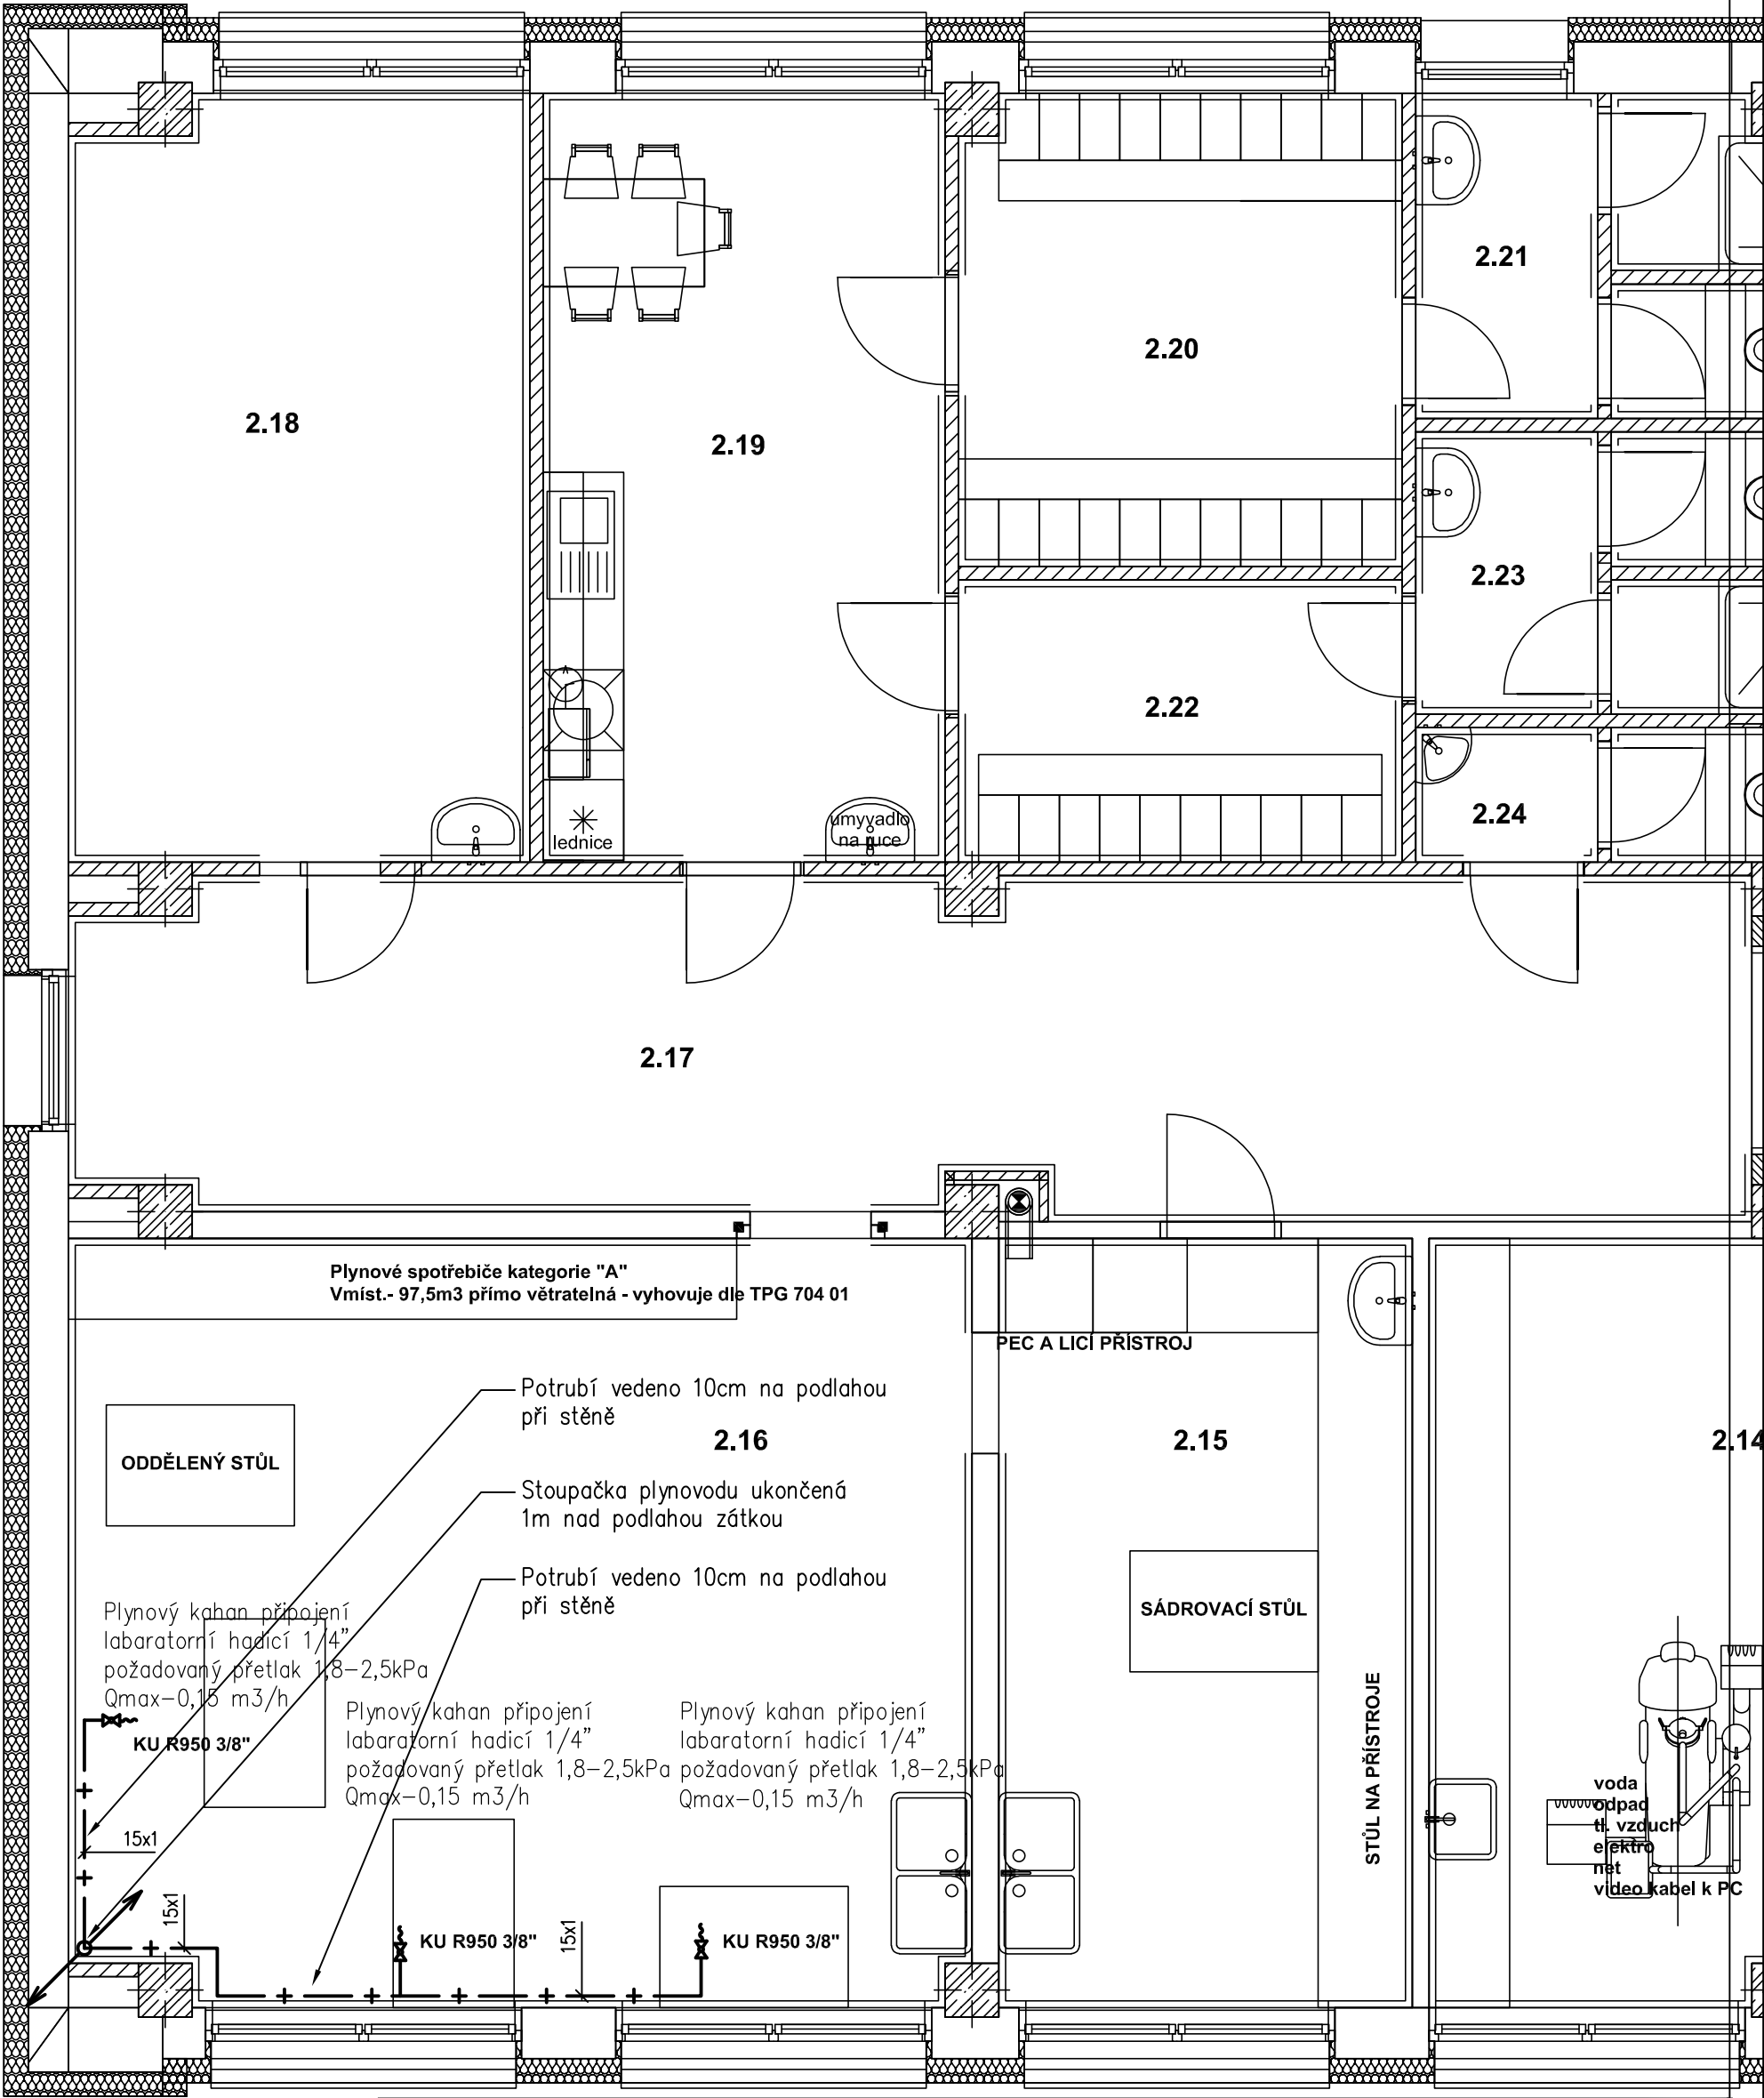 2.21
2.20
2.18
2.19
2.23
2.22
2.24
umyvadlo
na ruce
lednice
2.17
Plynové spotřebiče kategorie "A"
Vmíst.- 97,5m3 přímo větratelná - vyhovuje dle TPG 704 01
PEC A LICÍ PŘÍSTROJ
Potrubí vedeno 10cm na podlahou
při stěně
2.16
2.15
2.14
ODDĚLENÝ STŮL
Stoupačka plynovodu ukončená
1m nad podlahou zátkou
Potrubí vedeno 10cm na podlahou
při stěně
SÁDROVACÍ STŮL
Plynový kahan připojení
labaratorní hadicí 1/4"
požadovaný přetlak 1,8-2,5kPa
Qmax-0,15 m3/h
KU R950 3/8"
Plynový kahan připojení
labaratorní hadicí 1/4"
požadovaný přetlak 1,8-2,5kPa
Qmax-0,15 m3/h
Plynový kahan připojení
labaratorní hadicí 1/4"
požadovaný přetlak 1,8-2,5kPa
Qmax-0,15 m3/h
STŮL NA PŘÍSTROJE
voda
odpad
tl. vzduch
elektro
net
video kabel k PC
15x1
15x1
KU R950 3/8"
15x1
KU R950 3/8"